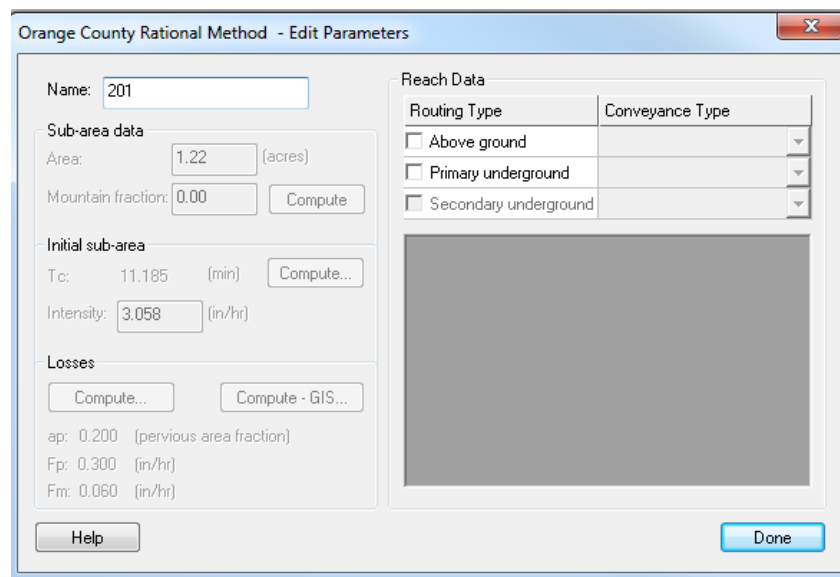 Orange County Rational Method - Edit Parameters
Name: 201
Sub-area data
Area: 1.22 (acres)
Mountain fraction: 0.00 Compute
Initial sub-area
Tc: 11.185 (min) Compute...
Intensity: 3.058 (in/hr)
Losses
Compute... Compute - GIS...
ap: 0.200 (pervious area fraction)
Fp: 0.300 (in/hr)
Fm: 0.060 (in/hr)
Help
Reach Data
Routing Type Conveyance Type
Above ground
Primary underground
Secondary underground
Done